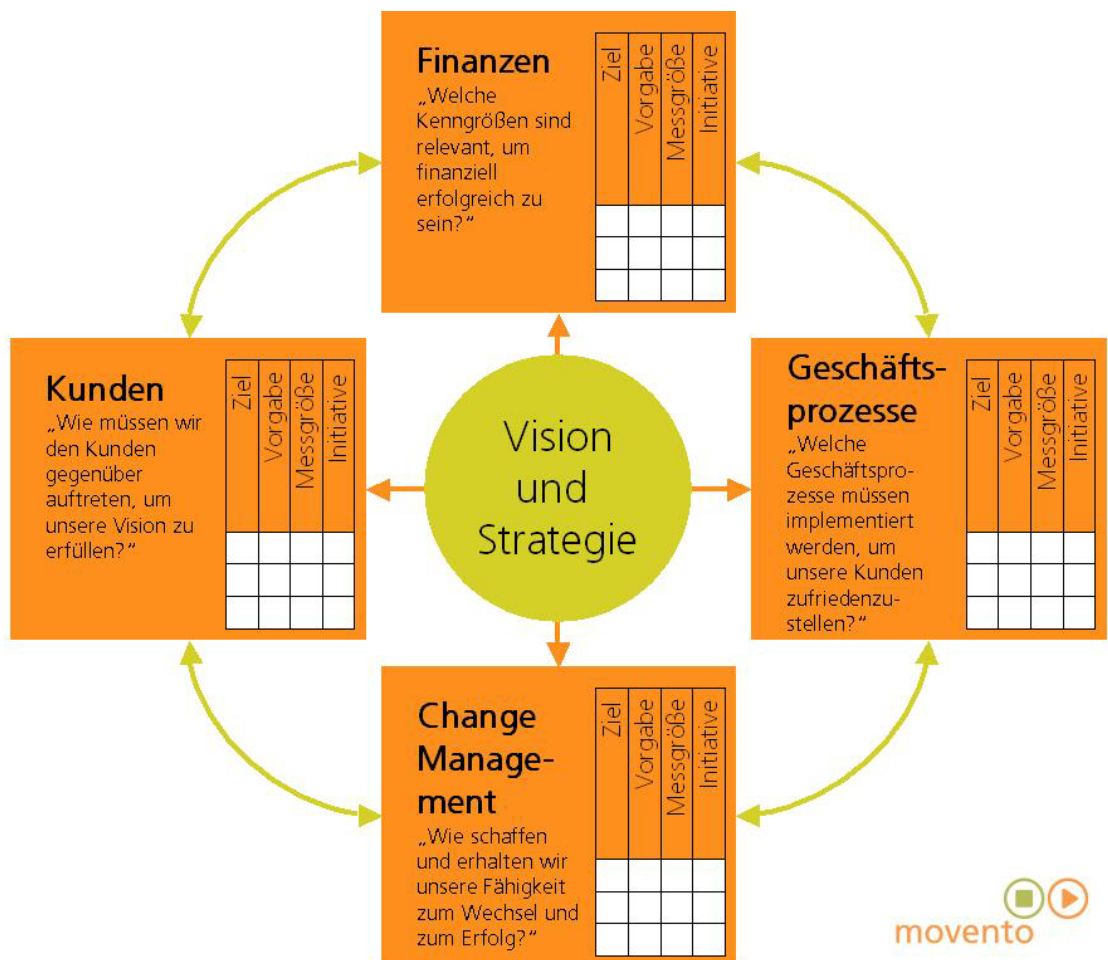 Finanzen
„Welche
Kenngrößen sind
relevant, um
finanziell
erfolgreich zu
sein?“
Ziel
Vorgabe
Messgröße
Initiative
Kunden
„Wie müssen wir
den Kunden
gegenüber
auftreten, um
unsere Vision zu
erfüllen?“
Ziel
Vorgabe
Messgröße
Initiative
Vision
und
Strategie
Geschäfts-
prozesse
„Welche
Geschäftspro-
zesse müssen
implementiert
werden, um
unsere Kunden
zufriedenzu-
stellen?“
Ziel
Vorgabe
Messgröße
Initiative
Change
Manage-
ment
„Wie schaffen
und erhalten wir
unsere Fähigkeit
zum Wechsel und
zum Erfolg?“
Ziel
Vorgabe
Messgröße
Initiative
movento